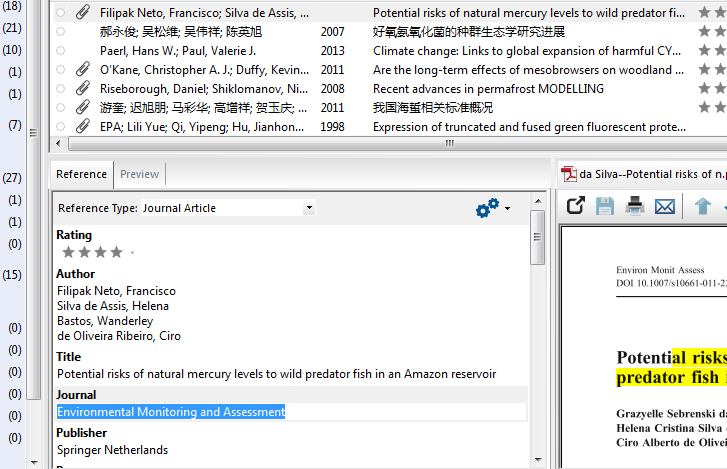 (18)
(21)
(10)
(1)
(1)
(7)
(27)
(1)
(1)
(0)
(15)
(0)
(0)
(0)
(0)
(0)
(0)
Filipak Neto, Francisco; Silva de Assis, ... Potential risks of natural mercury levels to wild predator fi...
郝永俊; 吴松维; 吴伟祥; 陈英旭 2007 好氧氨氧化菌的种群生态学研究进展
Paerl, Hans W.; Paul, Valerie J. 2013 Climate change: Links to global expansion of harmful CY...
O'Kane, Christopher A. J.; Duffy, Kevin... 2011 Are the long-term effects of mesobrowsers on woodland ...
Riseborough, Daniel; Shiklomanov, Ni... 2008 Recent advances in permafrost MODELLING
游奎; 迟旭朋; 马彩华; 高增祥; 贺玉庆; ... 2011 我国海蜇相关标准概况
EPA; Lili Yue; Qi, Yipeng; Hu, Jianhon... 1998 Expression of truncated and fused green fluorescent prote...
Reference Preview
Reference Type: Journal Article
Rating
Author
Filipak Neto, Francisco
Silva de Assis, Helena
Bastos, Wanderley
de Oliveira Ribeiro, Ciro
Title
Potential risks of natural mercury levels to wild predator fish in an Amazon reservoir
Journal
Environmental Monitoring and Assessment
Publisher
Springer Netherlands
da Silva--Potential risks of n.p
Environ Monit Assess
DOI 10.1007/s10661-011-2
Potential risks
predator fish i
Grazyelle Sebrenski da
Helena Cristina Silva
Ciro Alberto de Olivei